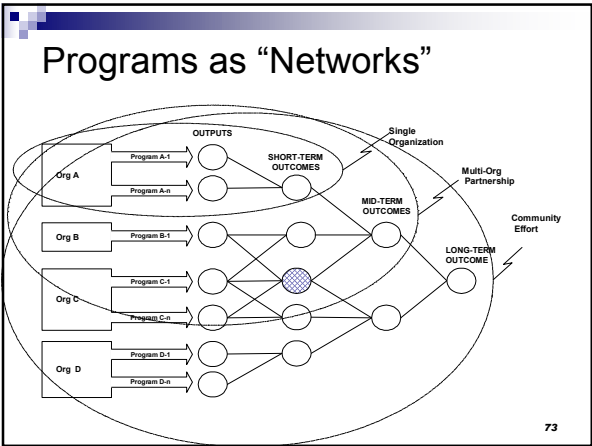 Programs as “Networks”
OUTPUTS
Single
Organization
Org A
Program A-1
SHORT-TERM
OUTCOMES
Program A-n
Multi-Org
Partnership
MID-TERM
OUTCOMES
Org B
Program B-1
Community
Effort
LONG-TERM
OUTCOME
Org C
Program C-1
Program C-n
Org D
Program D-1
Program D-n
73